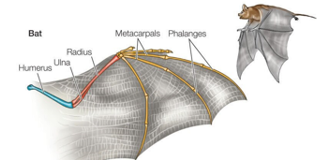 Bat
Metacarpals Phalanges
Radius
Ulna
Humerus